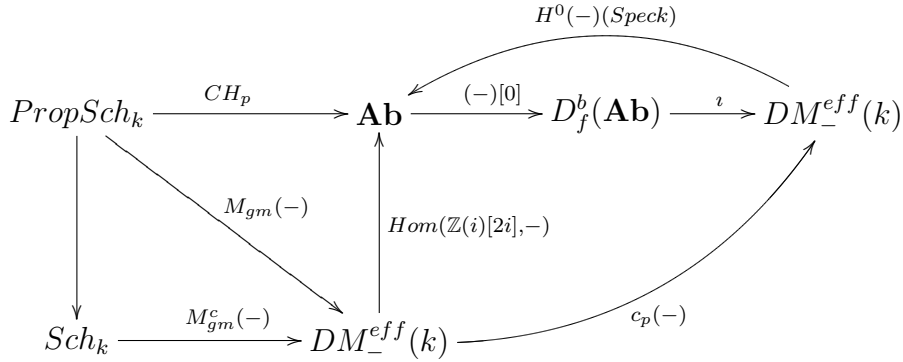 H^0(−)(Speck)
CH_p
(−)[0]
ı
PropSch_k
Ab
D^b_f(Ab)
DM^{eff}_−(k)
M_{gm}(−)
Hom(ℤ(i)[2i],−)
c_p(−)
M^c_{gm}(−)
Sch_k
DM^{eff}_−(k)